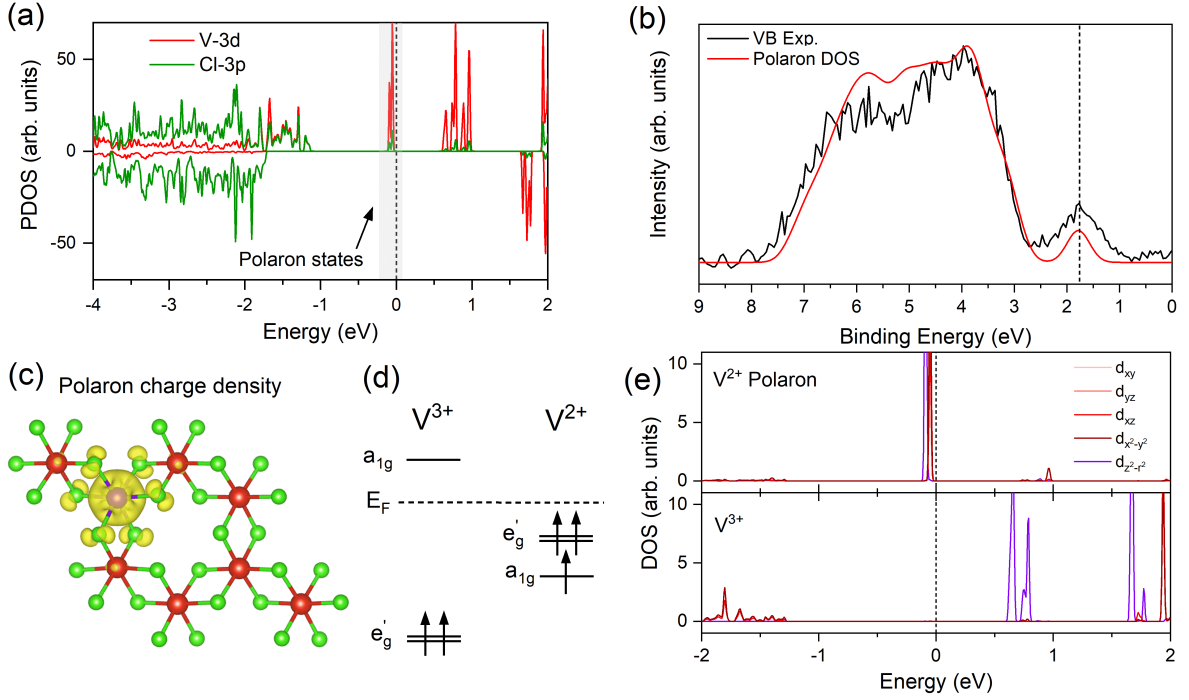 (a)
V-3d
Cl-3p
50
0
-50
PDOS (arb. units)
Polaron states
-4 -3 -2 -1 0 1 2
Energy (eV)
(b)
VB Exp.
Polaron DOS
Intensity (arb. units)
9 8 7 6 5 4 3 2 1 0
Binding Energy (eV)
(c)
Polaron charge density
(d)
V3+ V2+
a1g
EF
e'g
a1g
e'g
(e)
V2+ Polaron
dxy
dyz
dxz
dx2-y2
dz2-r2
10
5
0
V3+
10
5
0
DOS (arb. units)
-2 -1 0 1 2
Energy (eV)